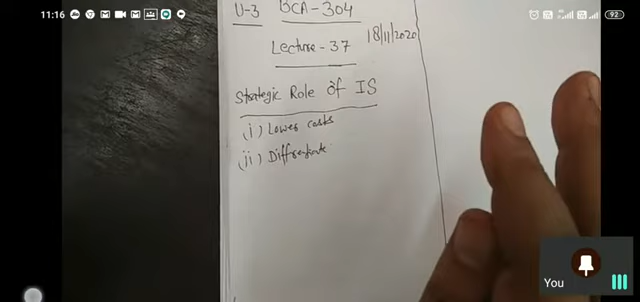 11:16
92
U-3 BCA-304
Lecture-37 18/11/2020
Strategic Role of IS
(i) Lower costs
(ii) Differentiate
You